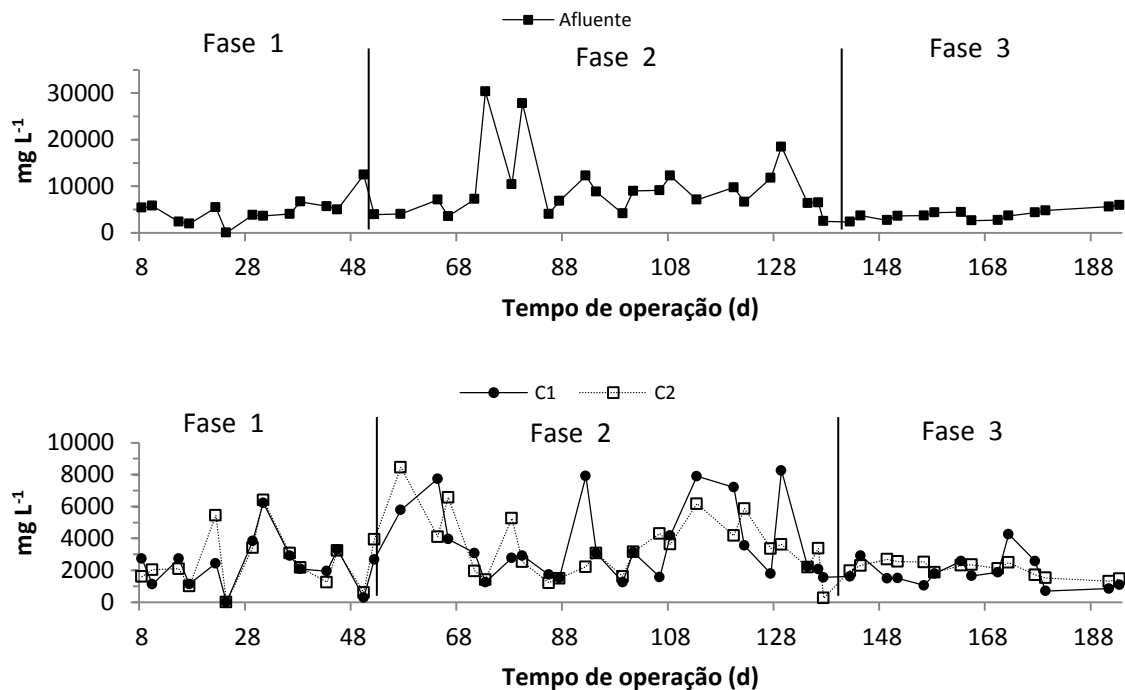 Afluente
Fase 1
Fase 2
Fase 3
mg L⁻¹
30000
20000
10000
0
8 28 48 68 88 108 128 148 168 188
Tempo de operação (d)
C1 C2
Fase 1
Fase 2
Fase 3
mg L⁻¹
10000
8000
6000
4000
2000
0
8 28 48 68 88 108 128 148 168 188
Tempo de operação (d)